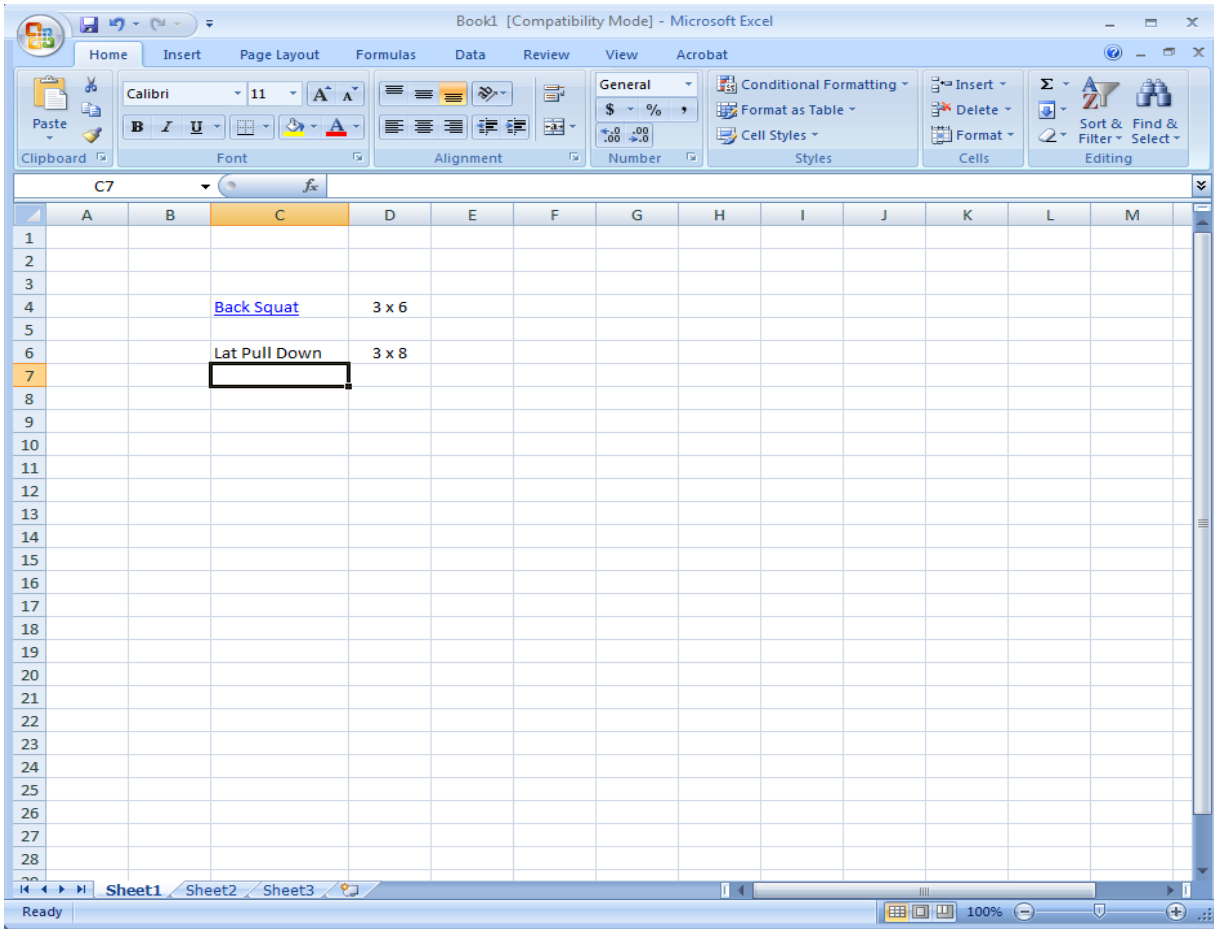 Book1 [Compatibility Mode] - Microsoft Excel
Home Insert Page Layout Formulas Data Review View Acrobat
Paste
Clipboard
Calibri 11 A A
B I U A
Font
Alignment
General
$ % ,
.0 .00 .00 .0
Number
Conditional Formatting
Format as Table
Cell Styles
Styles
Insert
Delete
Format
Cells
Σ
Sort & Filter
Find & Select
Editing
C7 fx
A B C D E F G H I J K L M
1
2
3
4 Back Squat 3 x 6
5
6 Lat Pull Down 3 x 8
7
8
9
10
11
12
13
14
15
16
17
18
19
20
21
22
23
24
25
26
27
28
Sheet1 Sheet2 Sheet3
Ready 100%